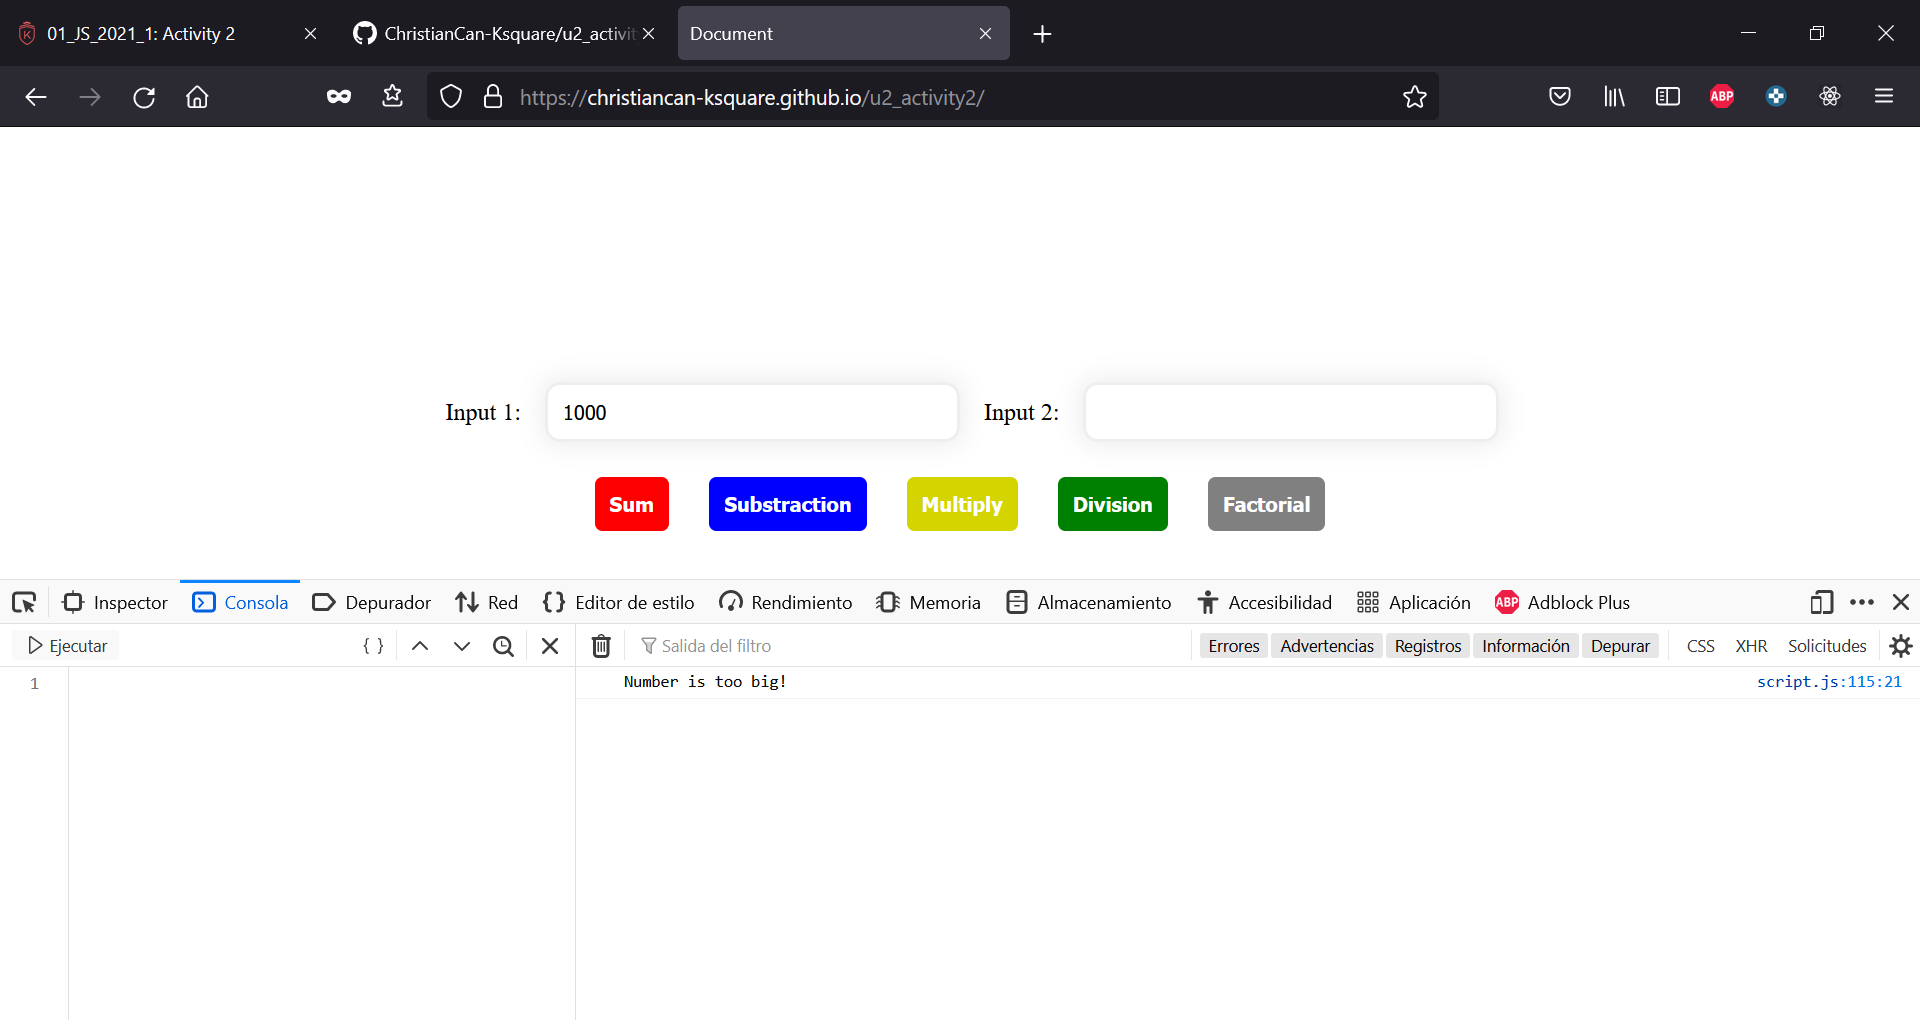 01_JS_2021_1: Activity 2
ChristianCan-Ksquare/u2_activit
Document
https://christiancan-ksquare.github.io/u2_activity2/
ABP
Input 1: 1000 Input 2:
Sum Substraction Multiply Division Factorial
Inspector Consola Depurador Red Editor de estilo Rendimiento Memoria Almacenamiento Accesibilidad Aplicación ABP Adblock Plus
Ejecutar Salida del filtro Errores Advertencias Registros Información Depurar CSS XHR Solicitudes
1 Number is too big! script.js:115:21